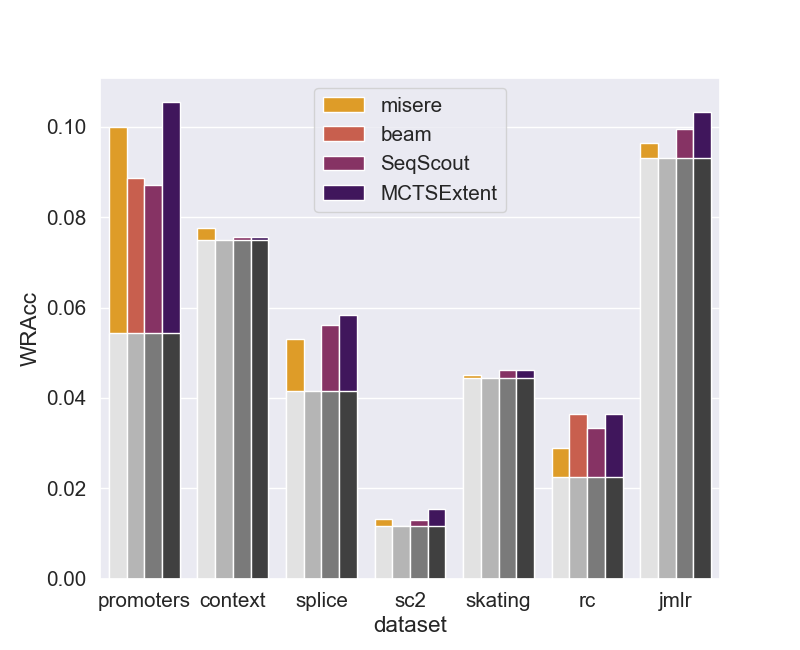 misere
beam
SeqScout
MCTSExtent
WRAcc
0.10
0.08
0.06
0.04
0.02
0.00
promoters context splice sc2 skating rc jmlr
dataset